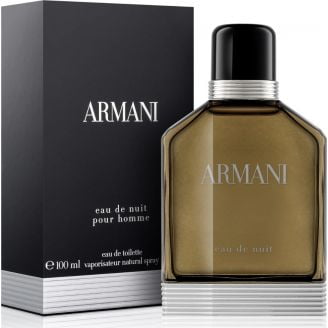 ARMANI
eau de nuit
pour homme
eau de toilette
℮ 100 ml vaporisateur natural spray
ARMANI
eau de nuit